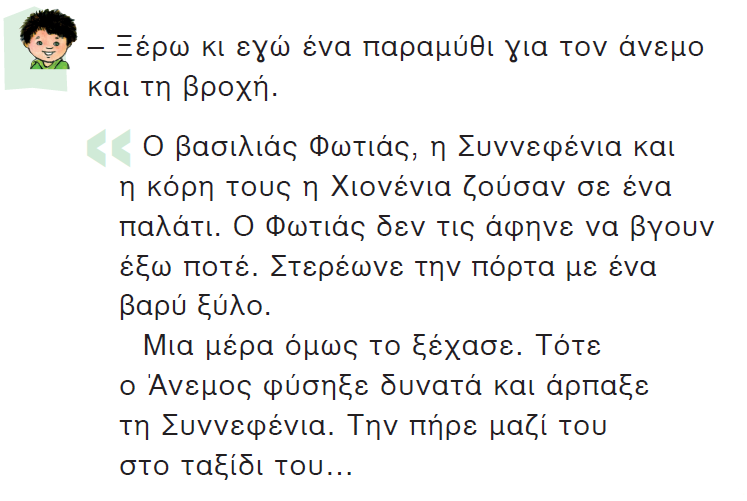 – Ξέρω κι εγώ ένα παραμύθι για τον άνεμο
και τη βροχή.
« Ο βασιλιάς Φωτιάς, η Συννεφένια και
η κόρη τους η Χιονένια ζούσαν σε ένα
παλάτι. Ο Φωτιάς δεν τις άφηνε να βγουν
έξω ποτέ. Στερέωνε την πόρτα με ένα
βαρύ ξύλο.
Μια μέρα όμως το ξέχασε. Τότε
ο Άνεμος φύσηξε δυνατά και άρπαξε
τη Συννεφένια. Την πήρε μαζί του
στο ταξίδι του...